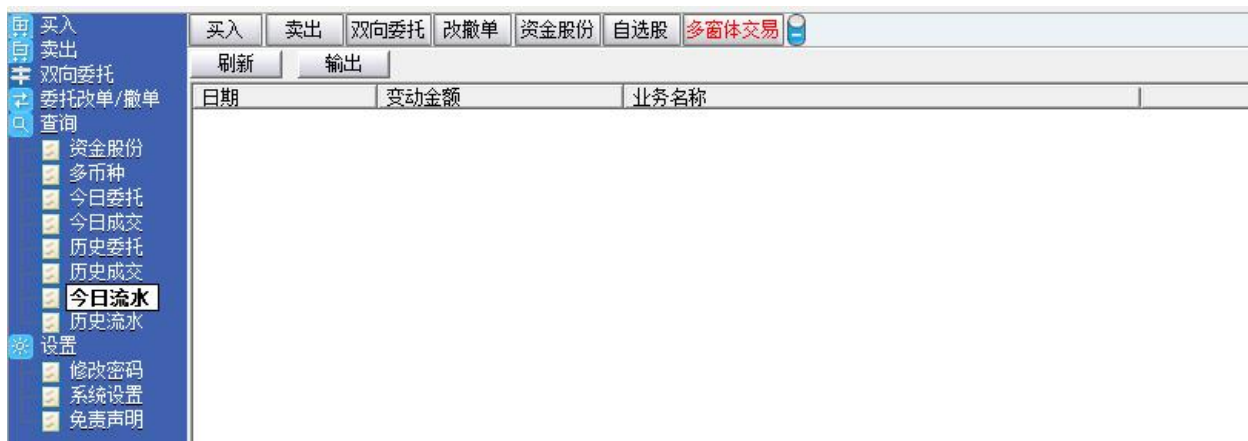 买入
卖出
双向委托
委托改单/撤单
查询
资金股份
多币种
今日委托
今日成交
历史委托
历史成交
今日流水
历史流水
设置
修改密码
系统设置
免责声明
买入 卖出 双向委托 改撤单 资金股份 自选股 多窗体交易
刷新 输出
日期 变动金额 业务名称